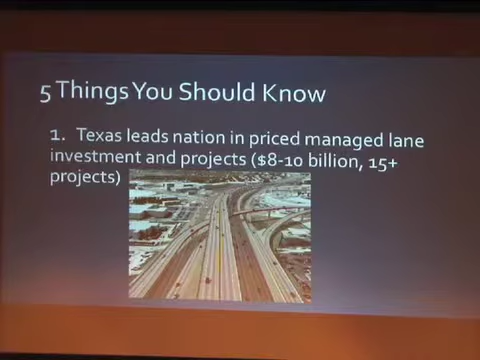 5 Things You Should Know
1. Texas leads nation in priced managed lane
investment and projects ($8-10 billion, 15+
projects)